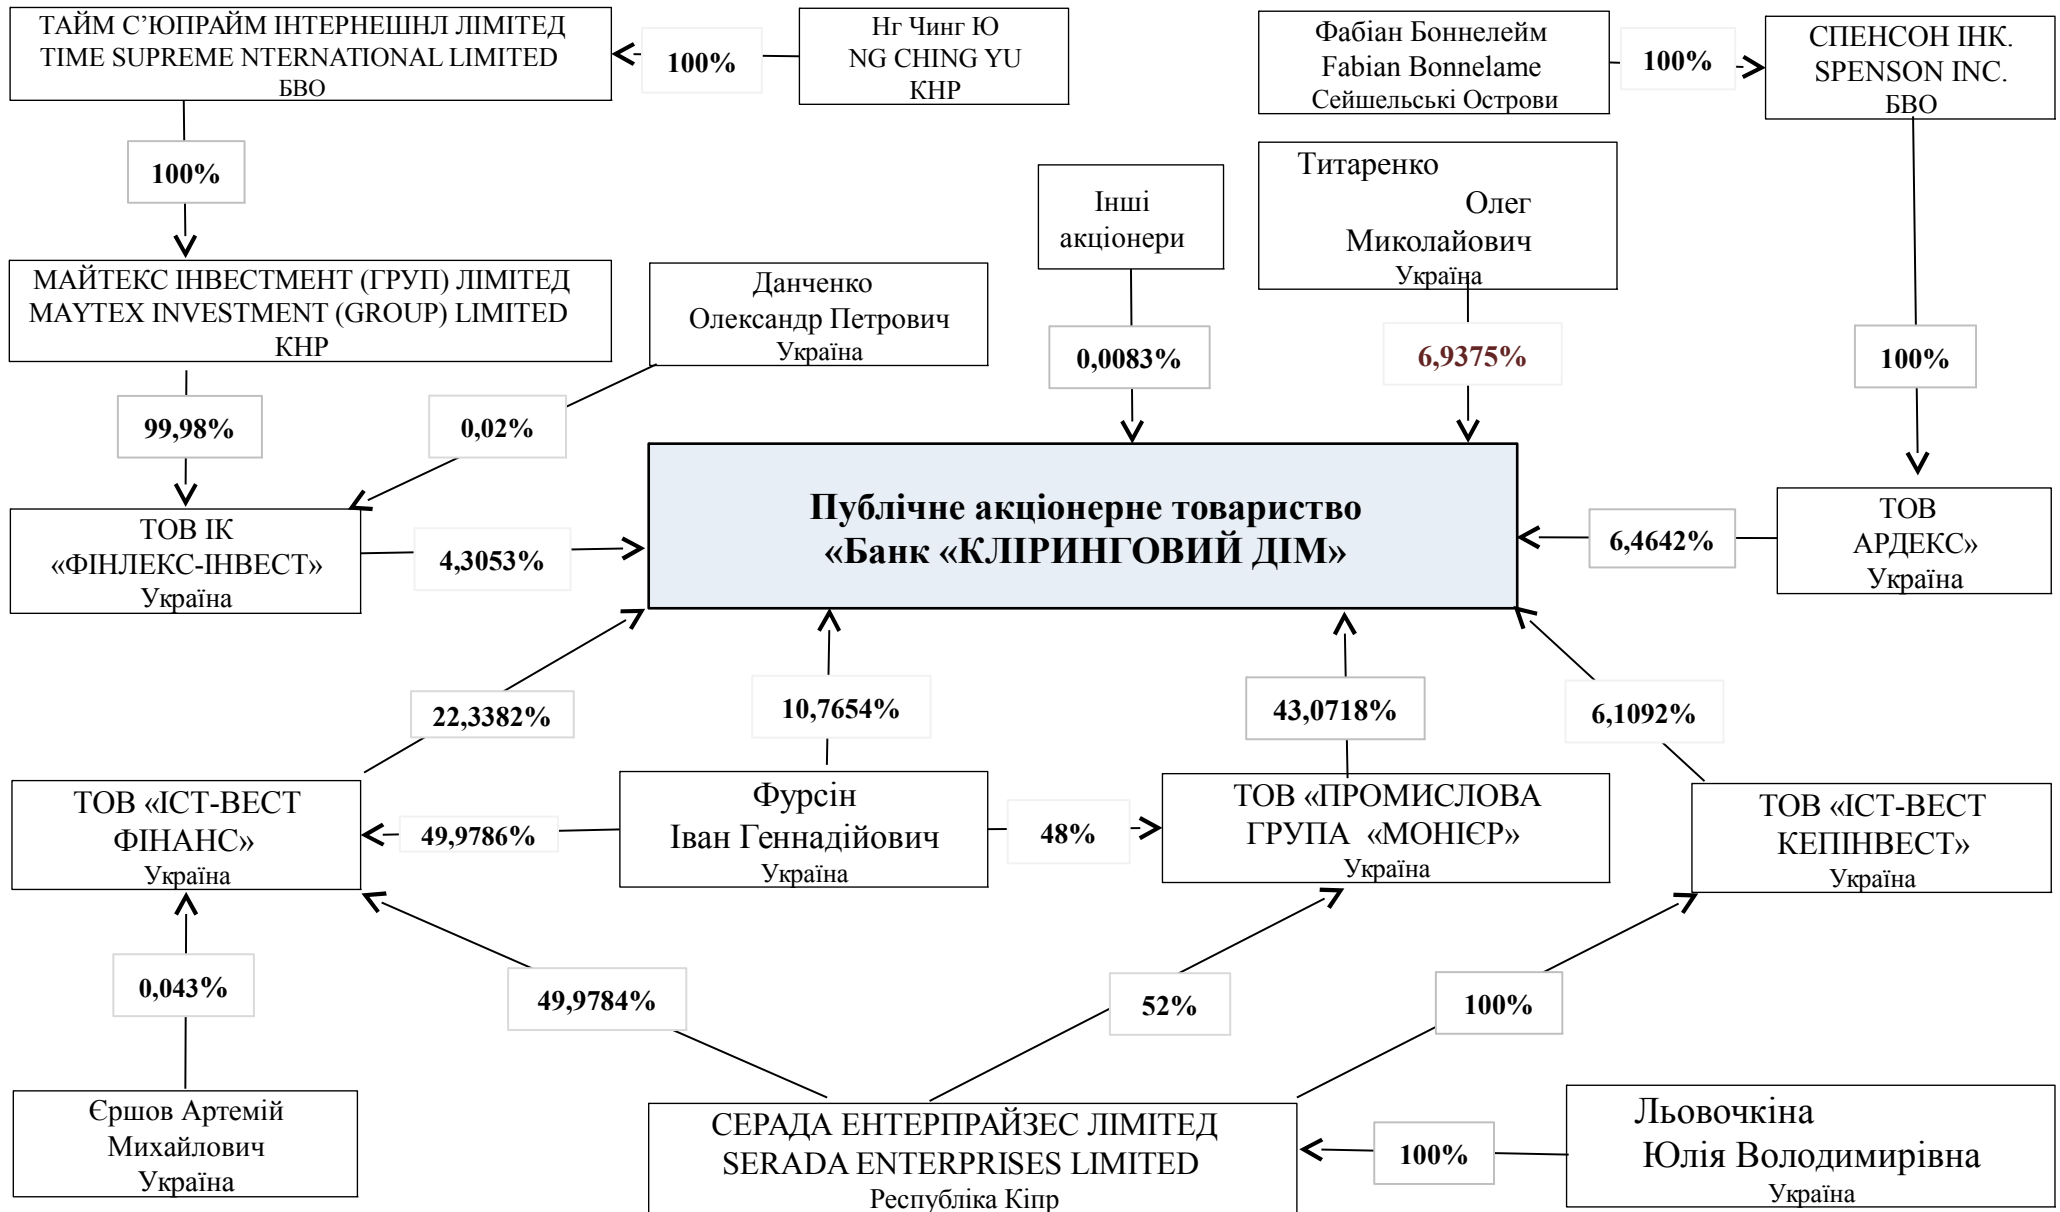 ТАЙМ С’ЮПРАЙМ ІНТЕРНЕШНЛ ЛІМІТЕД
TIME SUPREME NTERNATIONAL LIMITED
БВО
100%
Нг Чинг Ю
NG CHING YU
КНР
Фабіан Боннелейм
Fabian Bonnelame
Сейшельські Острови
100%
СПЕНСОН ІНК.
SPENSON INC.
БВО
100%
Інші
акціонери
Титаренко
Олег
Миколайович
Україна
МАЙТЕКС ІНВЕСТМЕНТ (ГРУП) ЛІМІТЕД
MAYTEX INVESTMENT (GROUP) LIMITED
КНР
Данченко
Олександр Петрович
Україна
0,0083%
6,9375%
100%
99,98%
0,02%
Публічне акціонерне товариство
«Банк «КЛІРИНГОВИЙ ДІМ»
ТОВ ІК
«ФІНЛЕКС-ІНВЕСТ»
Україна
4,3053%
6,4642%
ТОВ
АРДЕКС»
Україна
22,3382%
10,7654%
43,0718%
6,1092%
ТОВ «ІСТ-ВЕСТ
ФІНАНС»
Україна
49,9786%
Фурсін
Іван Геннадійович
Україна
48%
ТОВ «ПРОМИСЛОВА
ГРУПА «МОНІЄР»
Україна
ТОВ «ІСТ-ВЕСТ
КЕПІНВЕСТ»
Україна
0,043%
49,9784%
52%
100%
Єршов Артемій
Михайлович
Україна
СЕРАДА ЕНТЕРПРАЙЗЕС ЛІМІТЕД
SERADA ENTERPRISES LIMITED
Республіка Кіпр
100%
Льовочкіна
Юлія Володимирівна
Україна